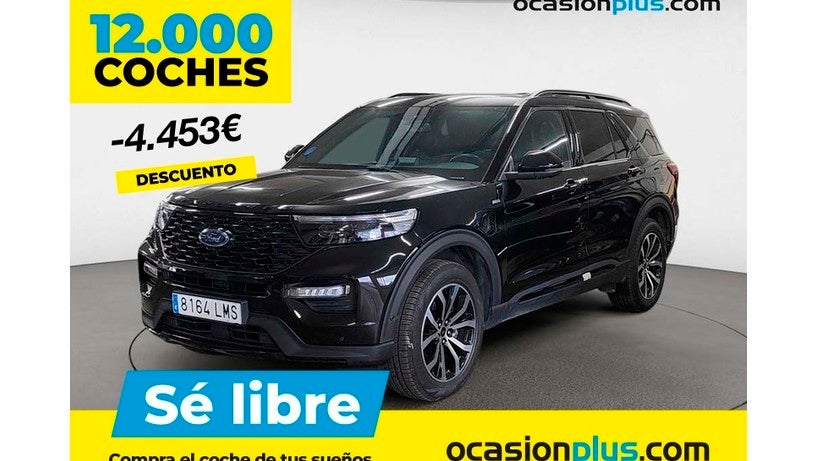 12.000
COCHES
ocasionplus.com
-4.453€
DESCUENTO
Ford
8164 LMS
Sé libre
Compra el coche de tus sueños
ocasionplus.com